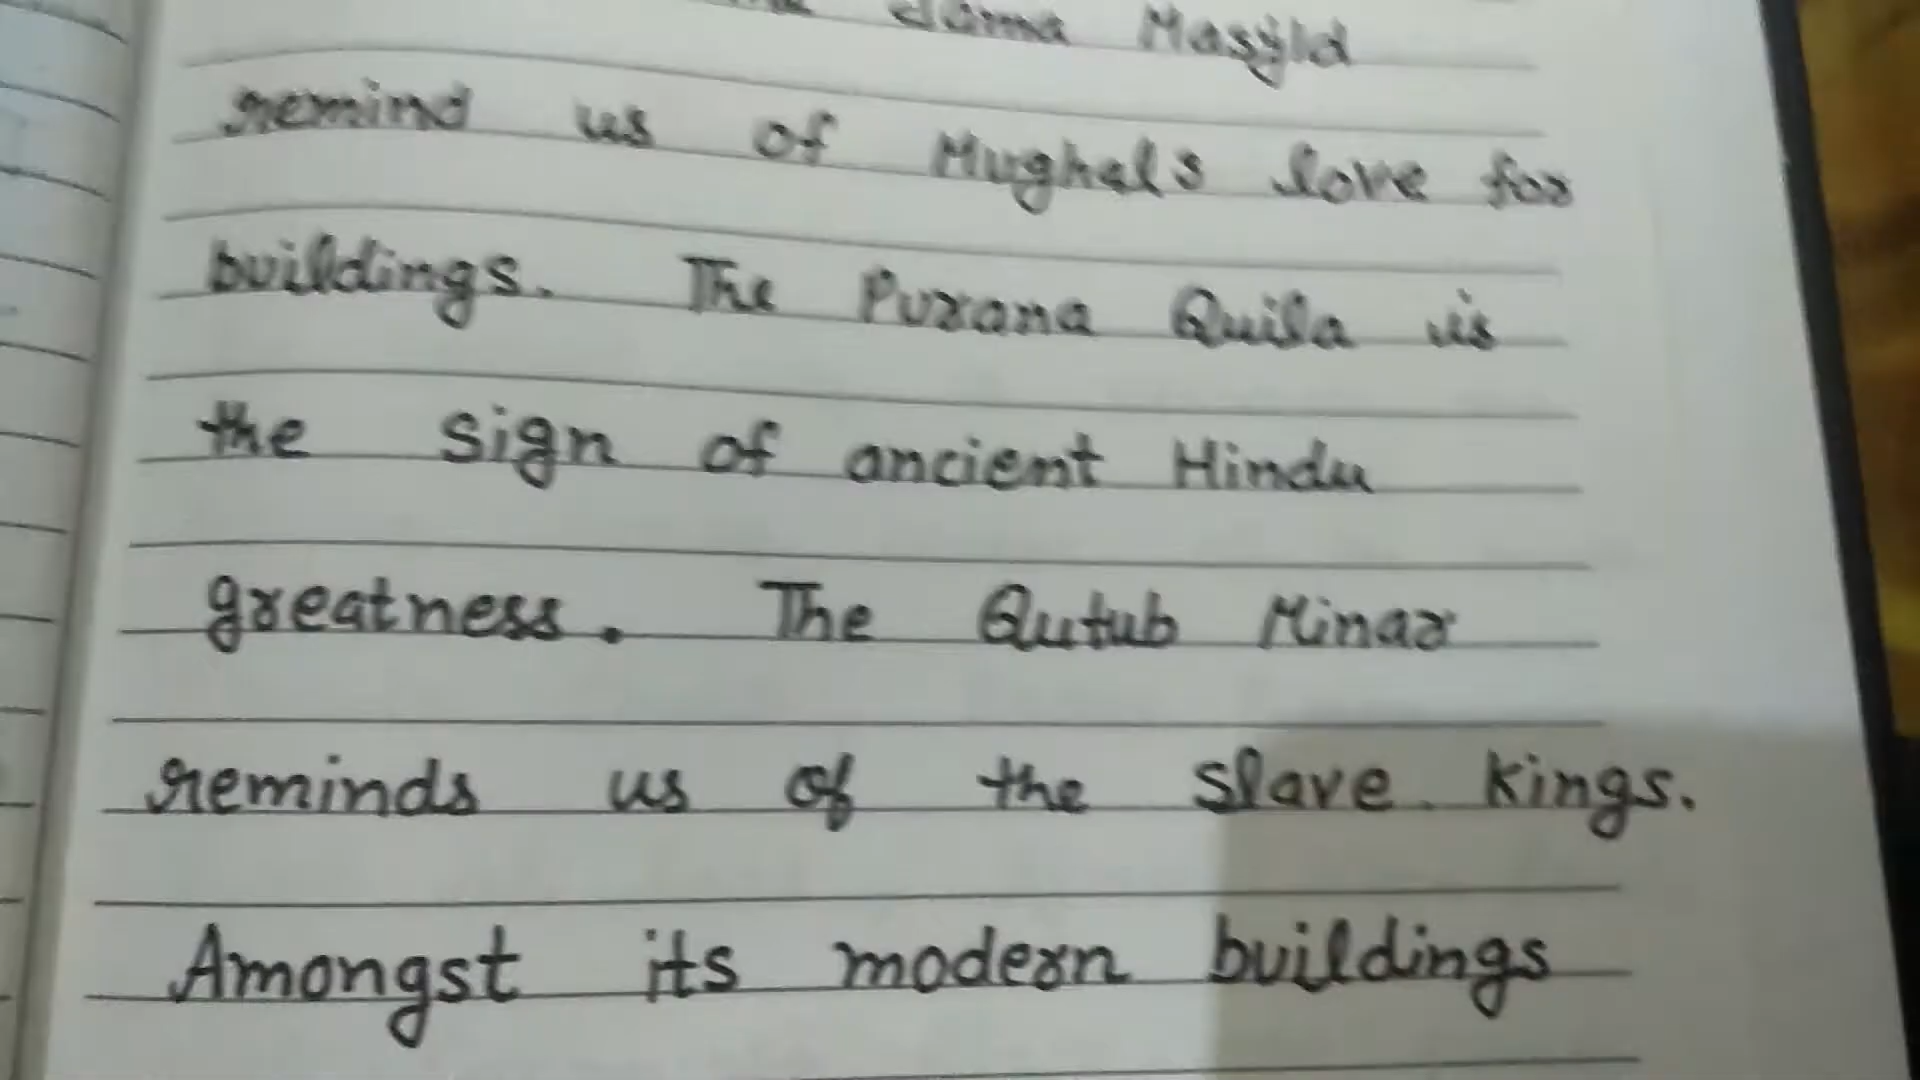 Jama Masjid
remind us of Mughals love for
buildings. The Purana Quila is
the sign of ancient Hindu
greatness. The Qutub Minar
reminds us of the Slave Kings.
Amongst its modern buildings